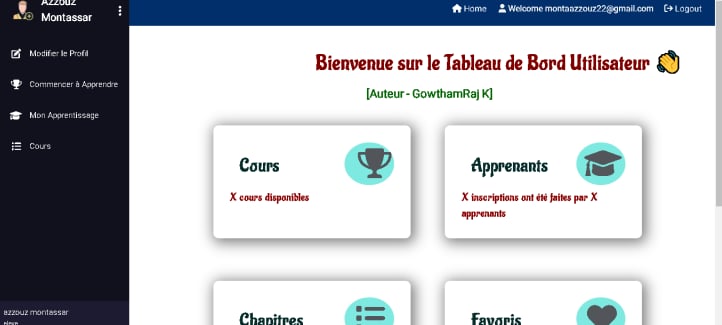 Azzouz
Montassar
Home
Welcome montaazzouz22@gmail.com
Logout
Modifier le Profil
Commencer à Apprendre
Mon Apprentissage
Cours
Bienvenue sur le Tableau de Bord Utilisateur
[Auteur - GowthamRaj K]
Cours
X cours disponibles
Apprenants
X inscriptions ont été faites par X
apprenants
Chapitres
Favoris
azzouz montassar